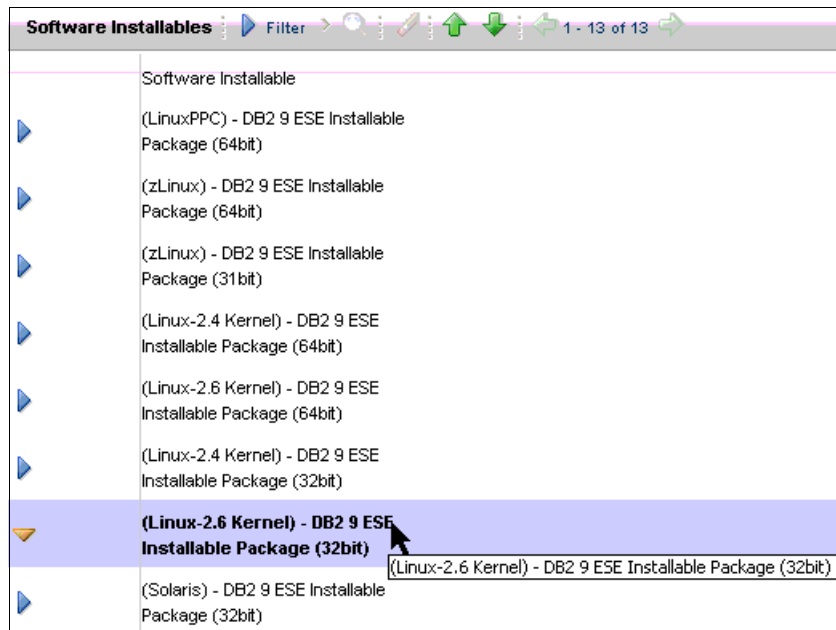 Software Installables Filter 1 - 13 of 13
Software Installable
(LinuxPPC) - DB2 9 ESE Installable
Package (64bit)
(zLinux) - DB2 9 ESE Installable
Package (64bit)
(zLinux) - DB2 9 ESE Installable
Package (31bit)
(Linux-2.4 Kernel) - DB2 9 ESE
Installable Package (64bit)
(Linux-2.6 Kernel) - DB2 9 ESE
Installable Package (64bit)
(Linux-2.4 Kernel) - DB2 9 ESE
Installable Package (32bit)
(Linux-2.6 Kernel) - DB2 9 ESE
Installable Package (32bit)
(Linux-2.6 Kernel) - DB2 9 ESE Installable Package (32bit)
(Solaris) - DB2 9 ESE Installable
Package (32bit)